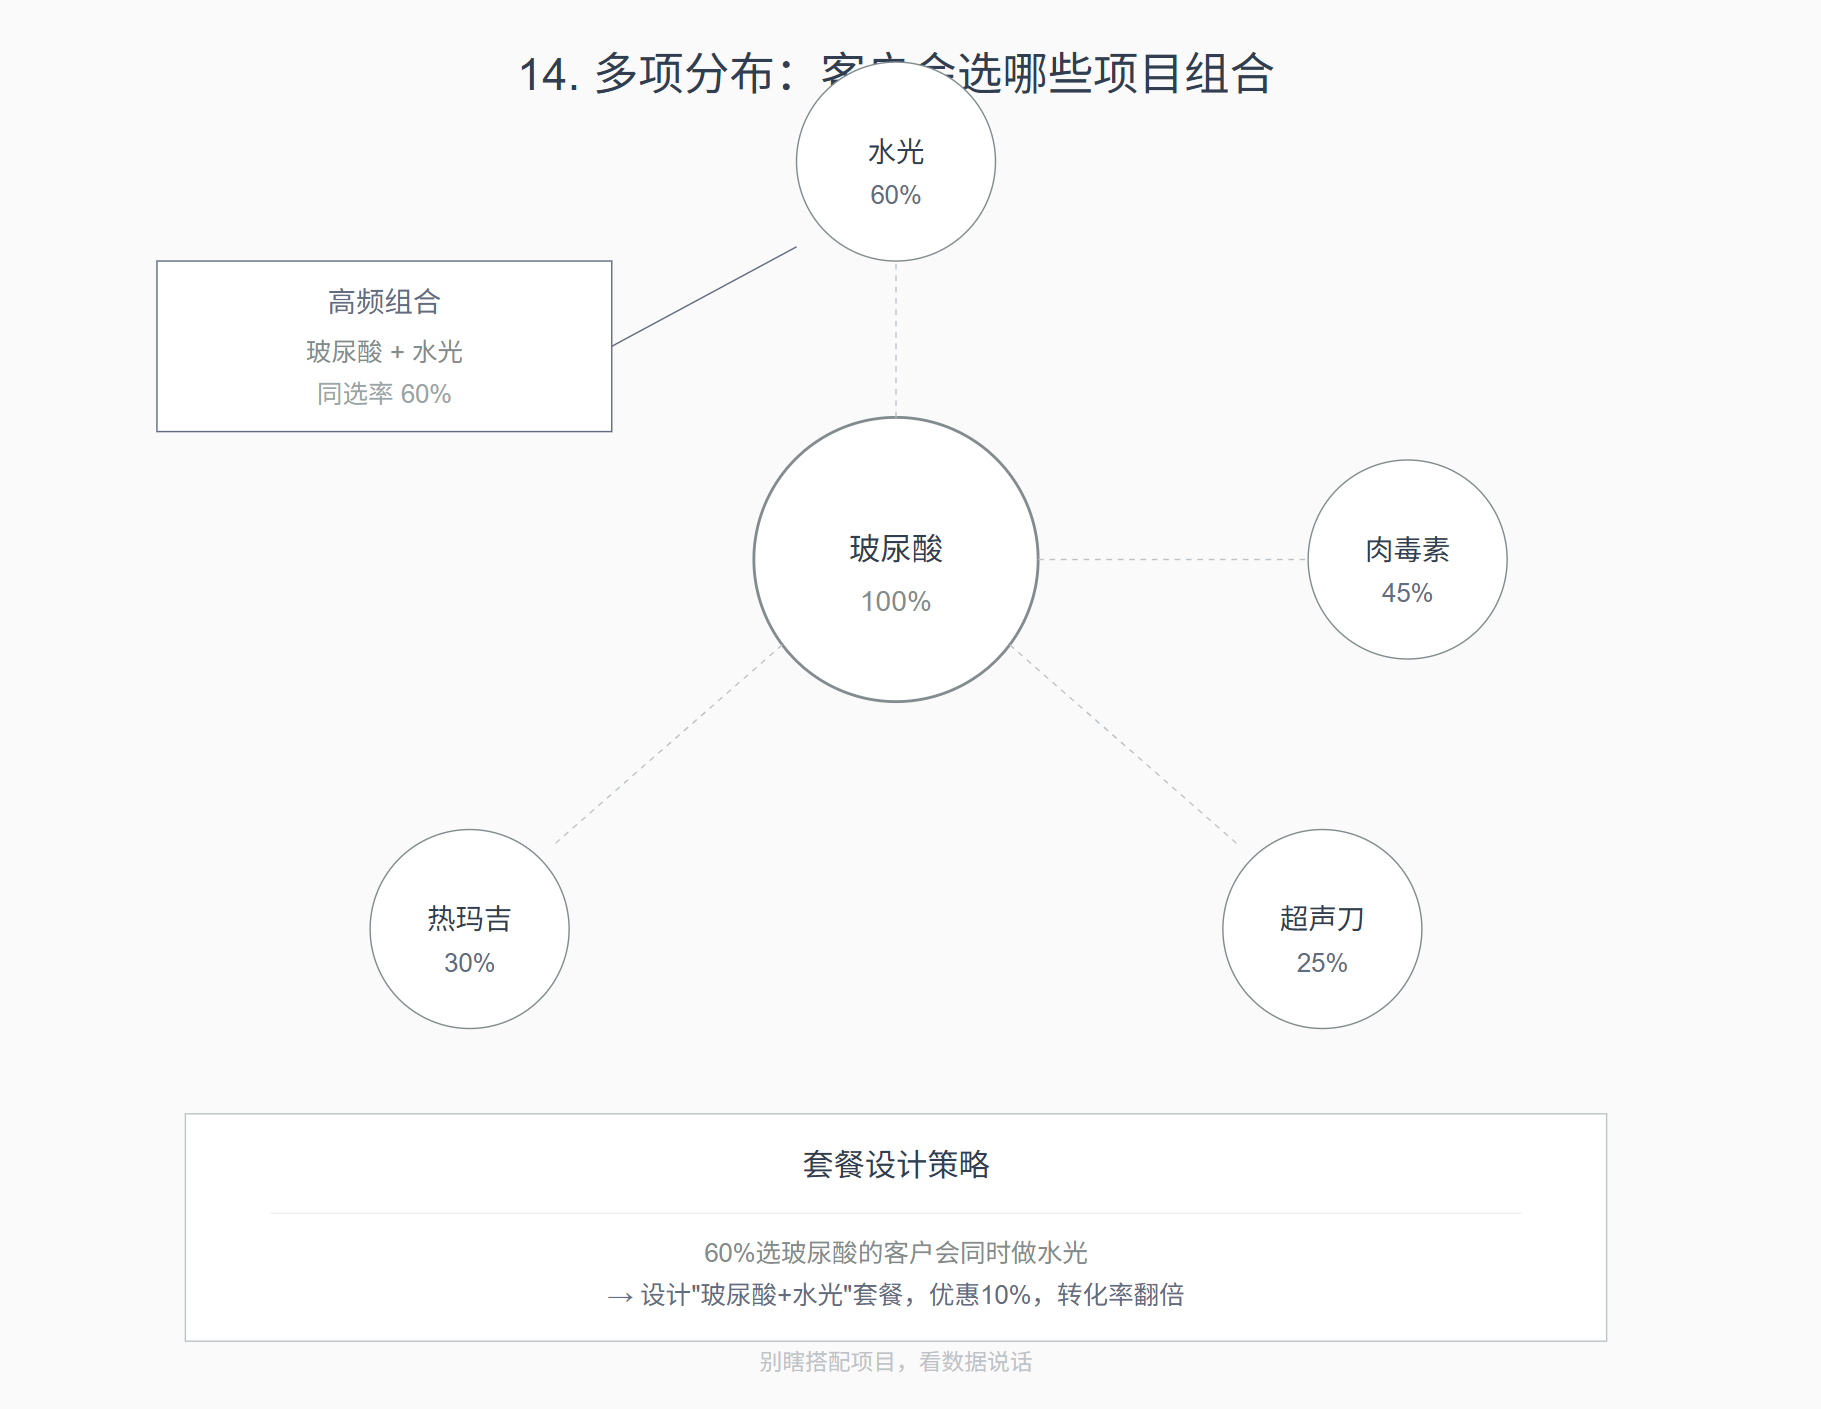 14. 多项分布：客户会选哪些项目组合
水光
60%
高频组合
玻尿酸 + 水光
同选率 60%
玻尿酸
100%
肉毒素
45%
热玛吉
30%
超声刀
25%
套餐设计策略
60%选玻尿酸的客户会同时做水光
→ 设计"玻尿酸+水光"套餐，优惠10%，转化率翻倍
别瞎搭配项目，看数据说话